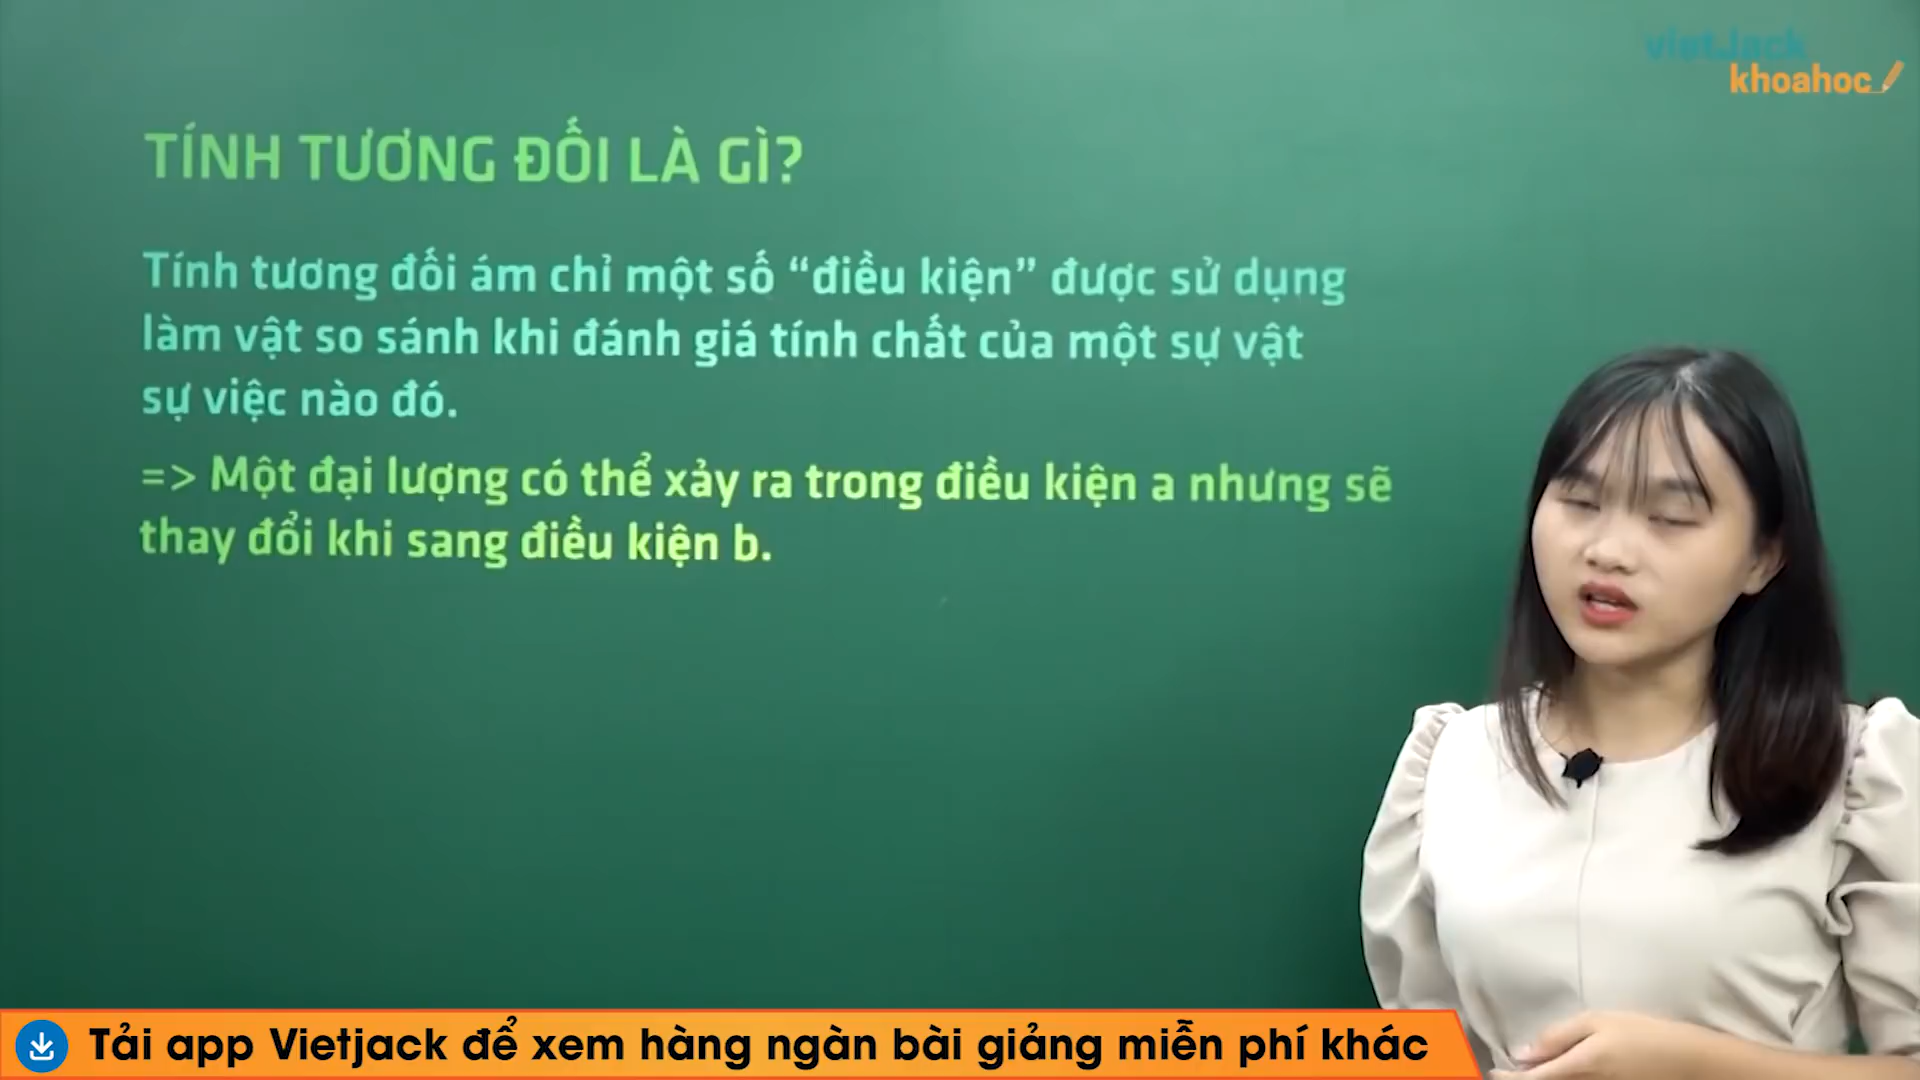 vietJack
khoahoc
TÍNH TƯƠNG ĐỐI LÀ GÌ?
Tính tương đối ám chỉ một số “điều kiện” được sử dụng
làm vật so sánh khi đánh giá tính chất của một sự vật
sự việc nào đó.
=> Một đại lượng có thể xảy ra trong điều kiện a nhưng sẽ
thay đổi khi sang điều kiện b.
Tải app Vietjack để xem hàng ngàn bài giảng miễn phí khác